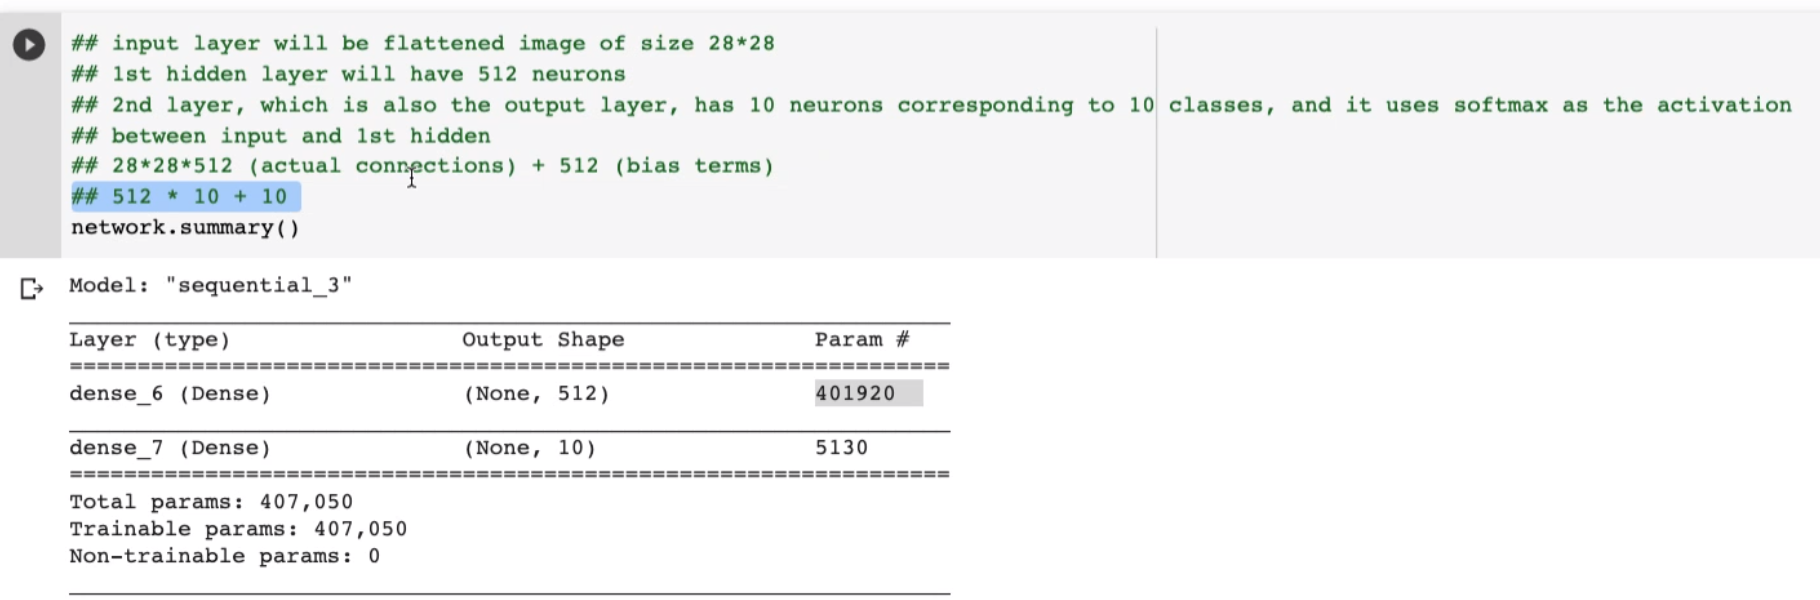 ## input layer will be flattened image of size 28*28
## 1st hidden layer will have 512 neurons
## 2nd layer, which is also the output layer, has 10 neurons corresponding to 10 classes, and it uses softmax as the activation
## between input and 1st hidden
## 28*28*512 (actual connections) + 512 (bias terms)
## 512 * 10 + 10
network.summary()
Model: "sequential_3"
Layer (type) Output Shape Param #
=================================================================
dense_6 (Dense) (None, 512) 401920
dense_7 (Dense) (None, 10) 5130
=================================================================
Total params: 407,050
Trainable params: 407,050
Non-trainable params: 0